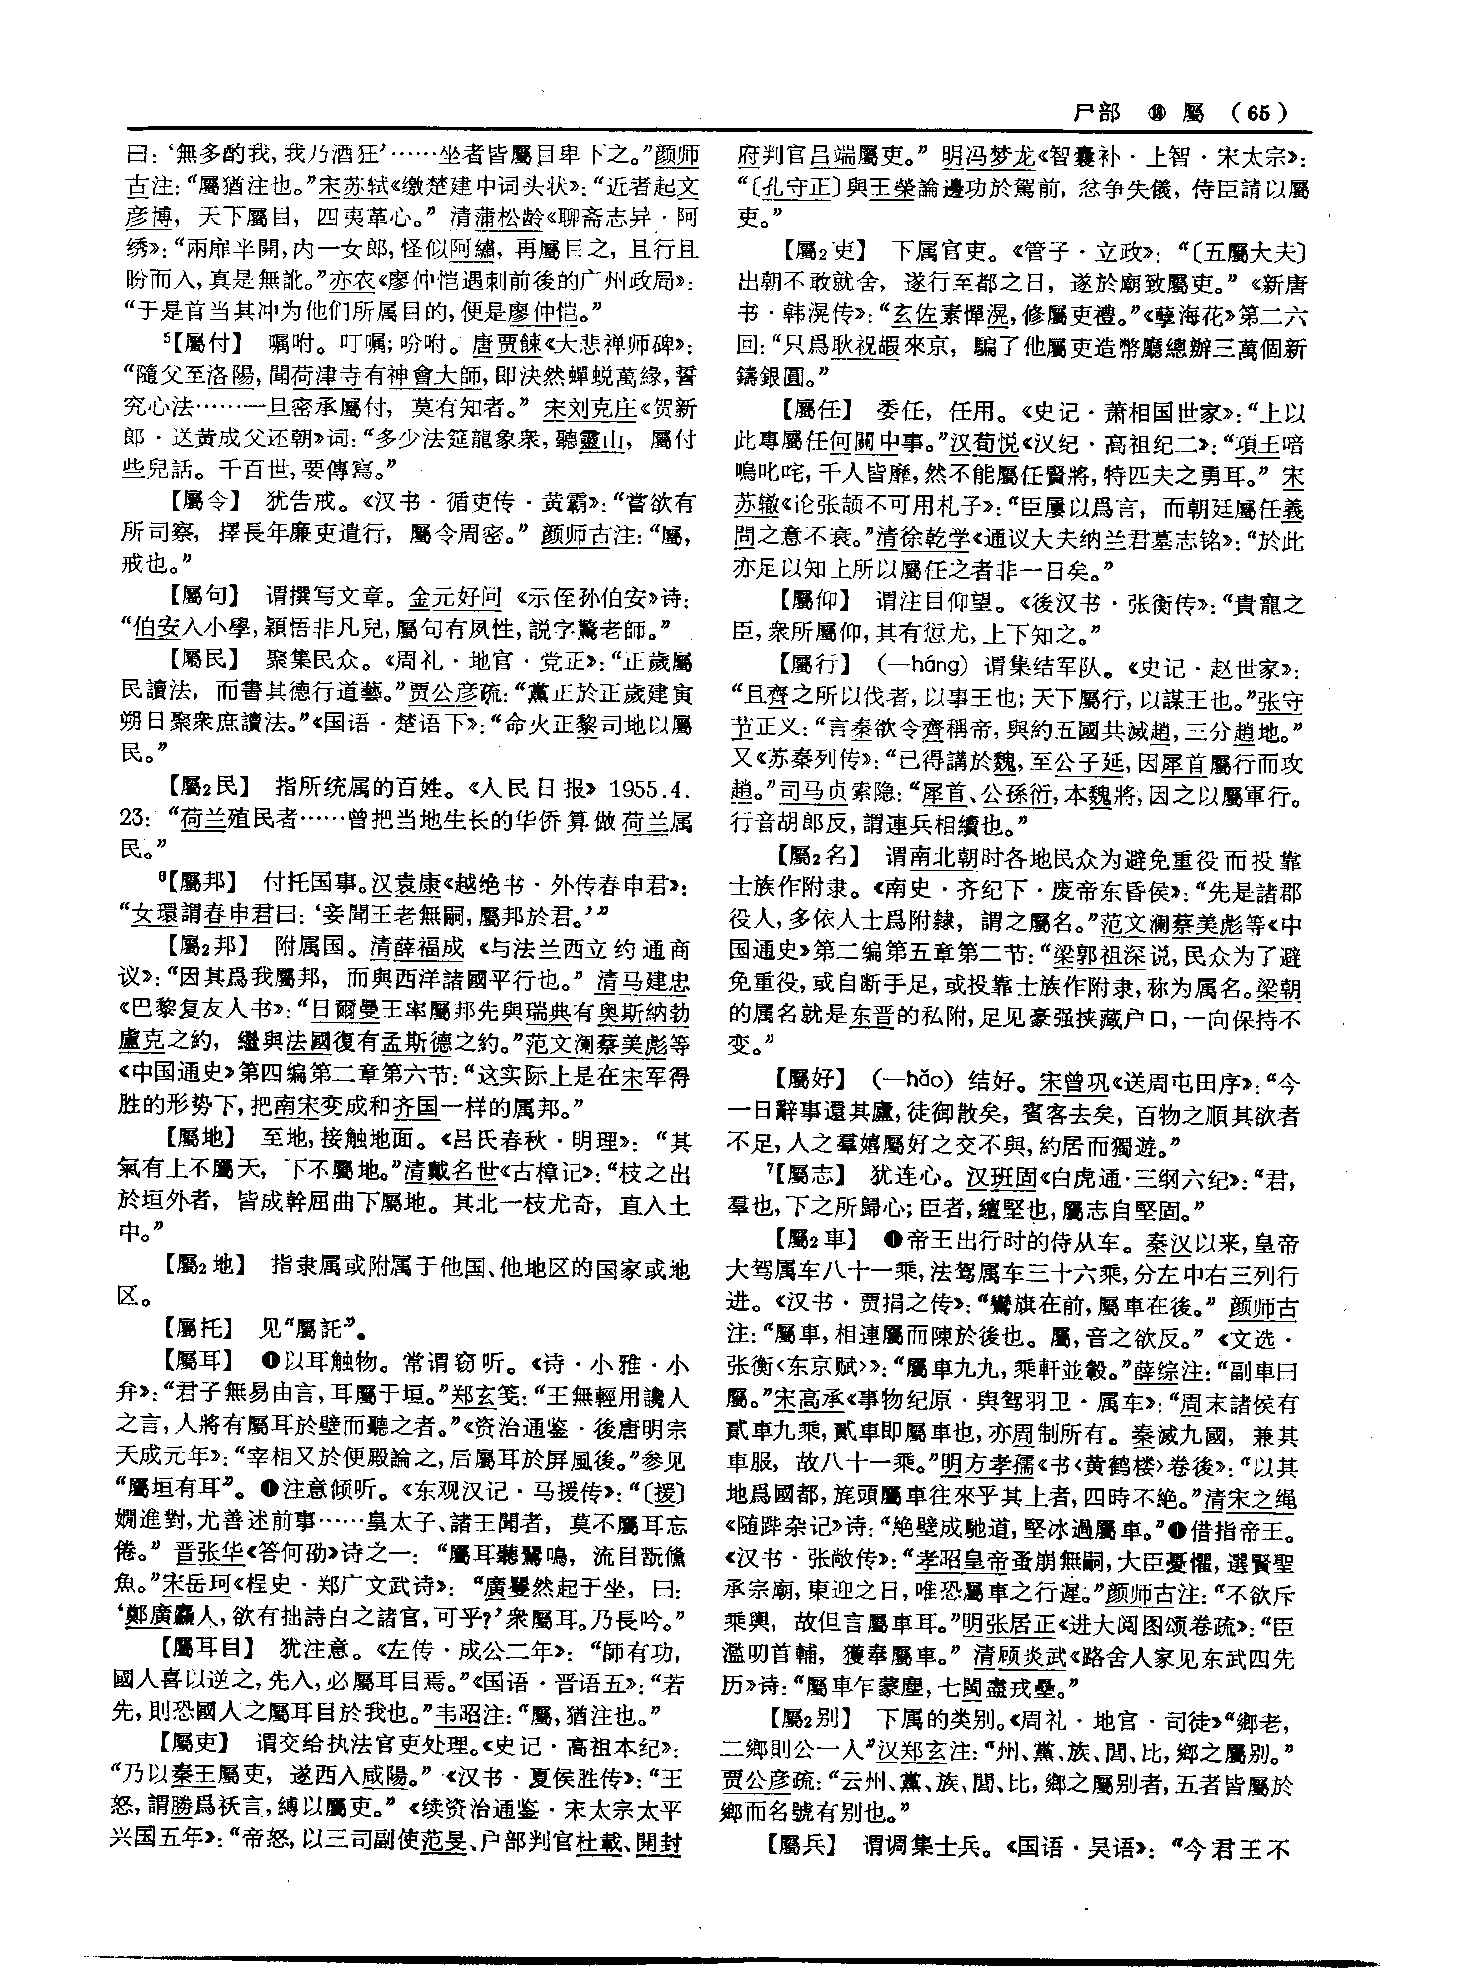 尸部 ⑱ 屬 (65)
曰：‘無多酌我，我乃酒狂’……坐者皆屬目卑下之。”颜师
古注：“屬猶注也。”宋苏轼《缴楚建中词头状》：“近者起文
彦博，天下屬目，四夷革心。”清蒲松龄《聊斋志异·阿
绣》：“兩扉半開，内一女郎，怪似阿繡，再屬目之，且行且
盼而入，真是無訛。”亦农《廖仲恺遇刺前後的广州政局》：
“于是首当其冲为他们所属目的，便是廖仲恺。”
⁵【屬付】 嘱咐。叮嘱；吩咐。唐贾餗《大悲禅师碑》：
“隨父至洛陽，聞荷津寺有神會大師，即決然蟬蜕萬緣，誓
究心法……一旦密承屬付，莫有知者。”宋刘克庄《贺新
郎·送黄成父还朝》词：“多少法筵龍象衆，聽靈山，屬付
些兒話。千百世，要傳寫。”
【屬令】 犹告戒。《汉书·循吏传·黄霸》：“嘗欲有
所司察，擇長年廉吏遣行，屬令周密。”颜师古注：“屬，
戒也。”
【屬句】 谓撰写文章。金元好问《示侄孙伯安》诗：
“伯安入小學，穎悟非凡兒，屬句有夙性，説字驚老師。”
【屬民】 聚集民众。《周礼·地官·党正》：“正歲屬
民讀法，而書其德行道藝。”贾公彦疏：“黨正於正歲建寅
朔日聚衆庶讀法。”《国语·楚语下》：“命火正黎司地以屬
民。”
【屬₂民】 指所统属的百姓。《人民日报》1955.4.
23：“荷兰殖民者……曾把当地生长的华侨算做荷兰属
民。”
⁶【屬邦】 付托国事。汉袁康《越绝书·外传春申君》：
“女環謂春申君曰：‘妾聞王老無嗣，屬邦於君。’”
【屬₂邦】 附属国。清薛福成《与法兰西立约通商
议》：“因其爲我屬邦，而與西洋諸國平行也。”清马建忠
《巴黎复友人书》：“日爾曼王率屬邦先與瑞典有奥斯納勃
盧克之約，繼與法國復有孟斯德之約。”范文澜蔡美彪等
《中国通史》第四编第二章第六节：“这实际上是在宋军得
胜的形势下，把南宋变成和齐国一样的属邦。”
【屬地】 至地，接触地面。《吕氏春秋·明理》：“其
氣有上不屬天，下不屬地。”清戴名世《古樟记》：“枝之出
於垣外者，皆成幹屈曲下屬地。其北一枝尤奇，直入土
中。”
【屬₂地】 指隶属或附属于他国、他地区的国家或地
区。
【屬托】 见“屬託”。
【屬耳】 ❶以耳触物。常谓窃听。《诗·小雅·小
弁》：“君子無易由言，耳屬于垣。”郑玄笺：“王無輕用讒人
之言，人將有屬耳於壁而聽之者。”《资治通鉴·後唐明宗
天成元年》：“宰相又於便殿論之，后屬耳於屏風後。”参见
“屬垣有耳”。❷注意倾听。《东观汉记·马援传》：“〔援〕
嫺進對，尤善述前事……皇太子、諸王聞者，莫不屬耳忘
倦。”晋张华《答何劭》诗之一：“屬耳聽鶯鳴，流目翫儵
魚。”宋岳珂《桯史·郑广文武诗》：“廣矍然起于坐，曰：
‘鄭廣麤人，欲有拙詩白之諸官，可乎？’衆屬耳。乃長吟。”
【屬耳目】 犹注意。《左传·成公二年》：“師有功，
國人喜以逆之，先入，必屬耳目焉。”《国语·晋语五》：“若
先，則恐國人之屬耳目於我也。”韦昭注：“屬，猶注也。”
【屬吏】 谓交给执法官吏处理。《史记·高祖本纪》：
“乃以秦王屬吏，遂西入咸陽。”《汉书·夏侯胜传》：“王
怒，謂勝爲祅言，縛以屬吏。”《续资治通鉴·宋太宗太平
兴国五年》：“帝怒，以三司副使范旻、户部判官杜載、開封
府判官吕端屬吏。”明冯梦龙《智囊补·上智·宋太宗》：
“〔孔守正〕與王榮論邊功於駕前，忿争失儀，侍臣請以屬
吏。”
【屬₂吏】 下属官吏。《管子·立政》：“〔五屬大夫〕
出朝不敢就舍，遂行至都之日，遂於廟致屬吏。”《新唐
书·韩滉传》：“玄佐素憚滉，修屬吏禮。”《孽海花》第二六
回：“只爲耿祝嘏來京，騙了他屬吏造幣廳總辦三萬個新
鑄銀圓。”
【屬任】 委任，任用。《史记·萧相国世家》：“上以
此專屬任何關中事。”汉荀悦《汉纪·高祖纪二》：“項王喑
嗚叱咤，千人皆靡，然不能屬任賢將，特匹夫之勇耳。”宋
苏辙《论张颉不可用札子》：“臣屢以爲言，而朝廷屬任義
問之意不衰。”清徐乾学《通议大夫纳兰君墓志铭》：“於此
亦足以知上所以屬任之者非一日矣。”
【屬仰】 谓注目仰望。《後汉书·张衡传》：“貴寵之
臣，衆所屬仰，其有愆尤，上下知之。”
【屬行】 （—háng）谓集结军队。《史记·赵世家》：
“且齊之所以伐者，以事王也；天下屬行，以謀王也。”张守
节正义：“言秦欲令齊稱帝，與約五國共滅趙，三分趙地。”
又《苏秦列传》：“已得講於魏，至公子延，因犀首屬行而攻
趙。”司马贞索隐：“犀首、公孫衍，本魏將，因之以屬軍行。
行音胡郎反，謂連兵相續也。”
【屬₂名】 谓南北朝时各地民众为避免重役而投靠
士族作附隶。《南史·齐纪下·废帝东昏侯》：“先是諸郡
役人，多依人士爲附隸，謂之屬名。”范文澜蔡美彪等《中
国通史》第二编第五章第二节：“梁郭祖深说，民众为了避
免重役，或自断手足，或投靠士族作附隶，称为属名。梁朝
的属名就是东晋的私附，足见豪强挟藏户口，一向保持不
变。”
【屬好】 （—hǎo）结好。宋曾巩《送周屯田序》：“今
一日辭事還其廬，徒御散矣，賓客去矣，百物之順其欲者
不足，人之羣嬉屬好之交不與，約居而獨遊。”
⁷【屬志】 犹连心。汉班固《白虎通·三纲六纪》：“君，
羣也，下之所歸心；臣者，繵堅也，屬志自堅固。”
【屬₂車】 ❶帝王出行时的侍从车。秦汉以来，皇帝
大驾属车八十一乘，法驾属车三十六乘，分左中右三列行
进。《汉书·贾捐之传》：“鸞旗在前，屬車在後。”颜师古
注：“屬車，相連屬而陳於後也。屬，音之欲反。”《文选·
张衡〈东京赋〉》：“屬車九九，乘軒並轂。”薛综注：“副車曰
屬。”宋高承《事物纪原·舆驾羽卫·属车》：“周末諸侯有
貳車九乘，貳車即屬車也，亦周制所有。秦滅九國，兼其
車服，故八十一乘。”明方孝孺《书〈黄鹤楼〉卷後》：“以其
地爲國都，旄頭屬車往來乎其上者，四時不絶。”清宋之绳
《随跸杂记》诗：“絶壁成馳道，堅冰過屬車。”❷借指帝王。
《汉书·张敞传》：“孝昭皇帝蚤崩無嗣，大臣憂懼，選賢聖
承宗廟，東迎之日，唯恐屬車之行遲。”颜师古注：“不欲斥
乘輿，故但言屬車耳。”明张居正《进大阅图颂卷疏》：“臣
濫叨首輔，獲奉屬車。”清顾炎武《路舍人家见东武四先
历》诗：“屬車乍蒙塵，七閩盡戎壘。”
【屬₂别】 下属的类别。《周礼·地官·司徒》“鄉老，
二鄉則公一人”汉郑玄注：“州、黨、族、閭、比，鄉之屬别。”
贾公彦疏：“云州、黨、族、閭、比，鄉之屬别者，五者皆屬於
鄉而名號有别也。”
【屬兵】 谓调集士兵。《国语·吴语》：“今君王不